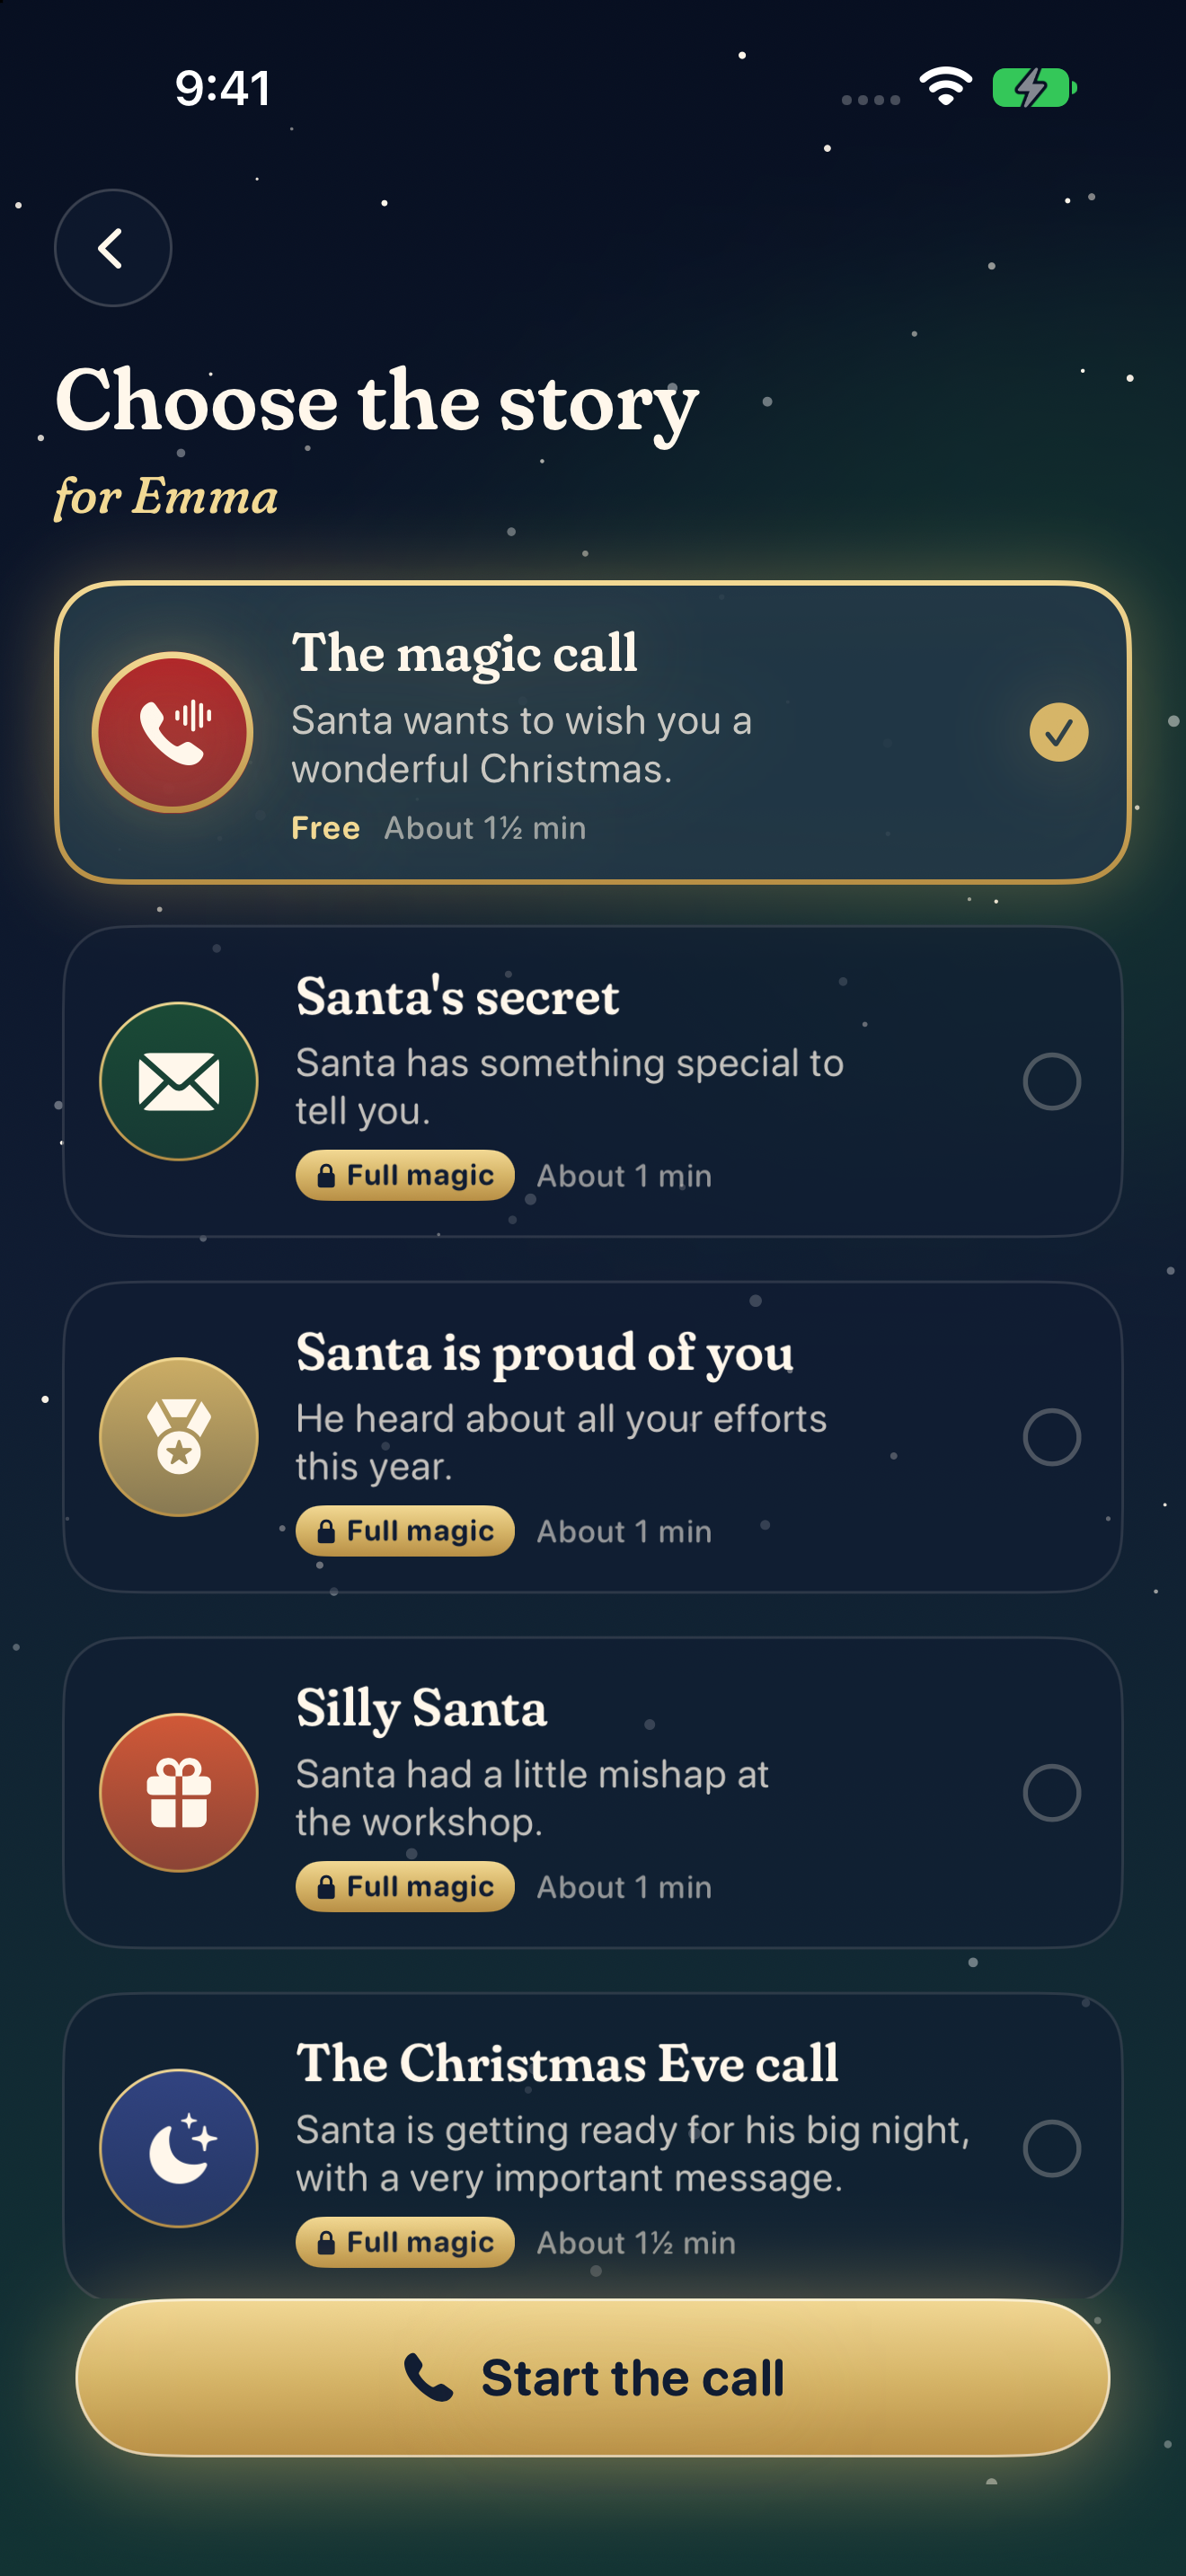 9:41
Choose the story
for Emma
The magic call
Santa wants to wish you a
wonderful Christmas.
Free About 1½ min
Santa's secret
Santa has something special to
tell you.
Full magic About 1 min
Santa is proud of you
He heard about all your efforts
this year.
Full magic About 1 min
Silly Santa
Santa had a little mishap at
the workshop.
Full magic About 1 min
The Christmas Eve call
Santa is getting ready for his big night,
with a very important message.
Full magic About 1½ min
Start the call